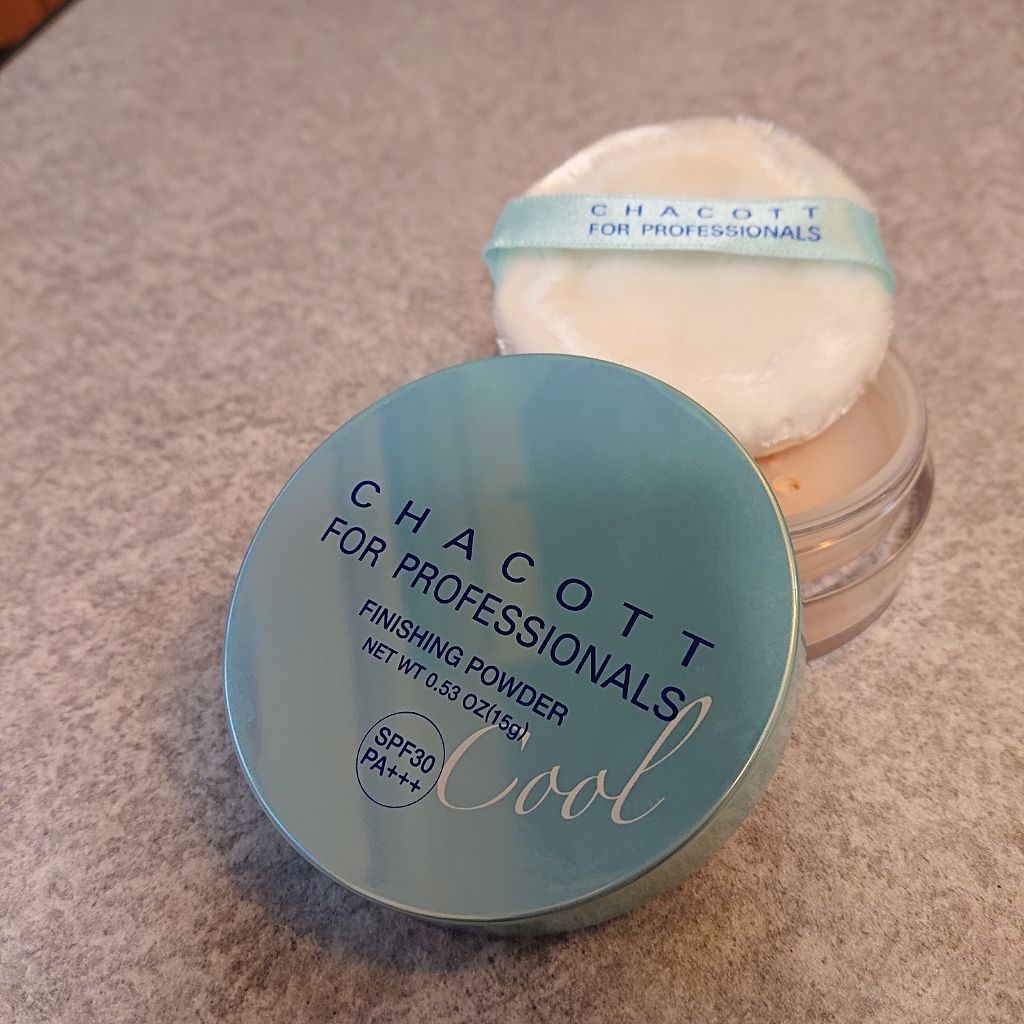 CHACOTT
FOR PROFESSIONALS
CHACOTT
FOR PROFESSIONALS
FINISHING POWDER
NET WT 0.53 OZ(15g)
SPF30
PA+++
Cool